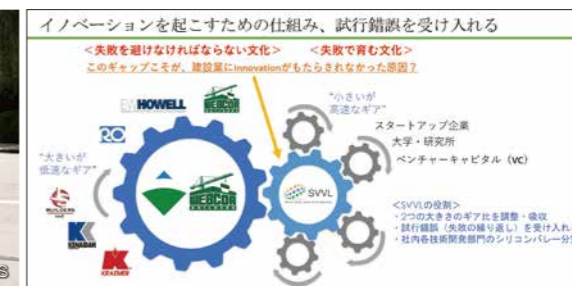 イノベーションを起こすための仕組み、試行錯誤を受け入れる
＜失敗を避けなければならない文化＞ ＜失敗で育む文化＞
このギャップこそが、建設業にInnovationがもたらされなかった原因？
HOWELL
WEBCOR
RO
"大きいが
低速なギア"
BUILDERS
KENAIDAN
KRAEMER
WEBCOR
BUILDERS
SVVL
"小さいが
高速なギア"
スタートアップ企業
大学・研究所
ベンチャーキャピタル（VC）
＜SVVLの役割＞
・2つの大きさのギア比を調整・吸収
・試行錯誤（失敗の繰り返し）を受け入れ
・社内各技術開発部門のシリコンバレー分
S